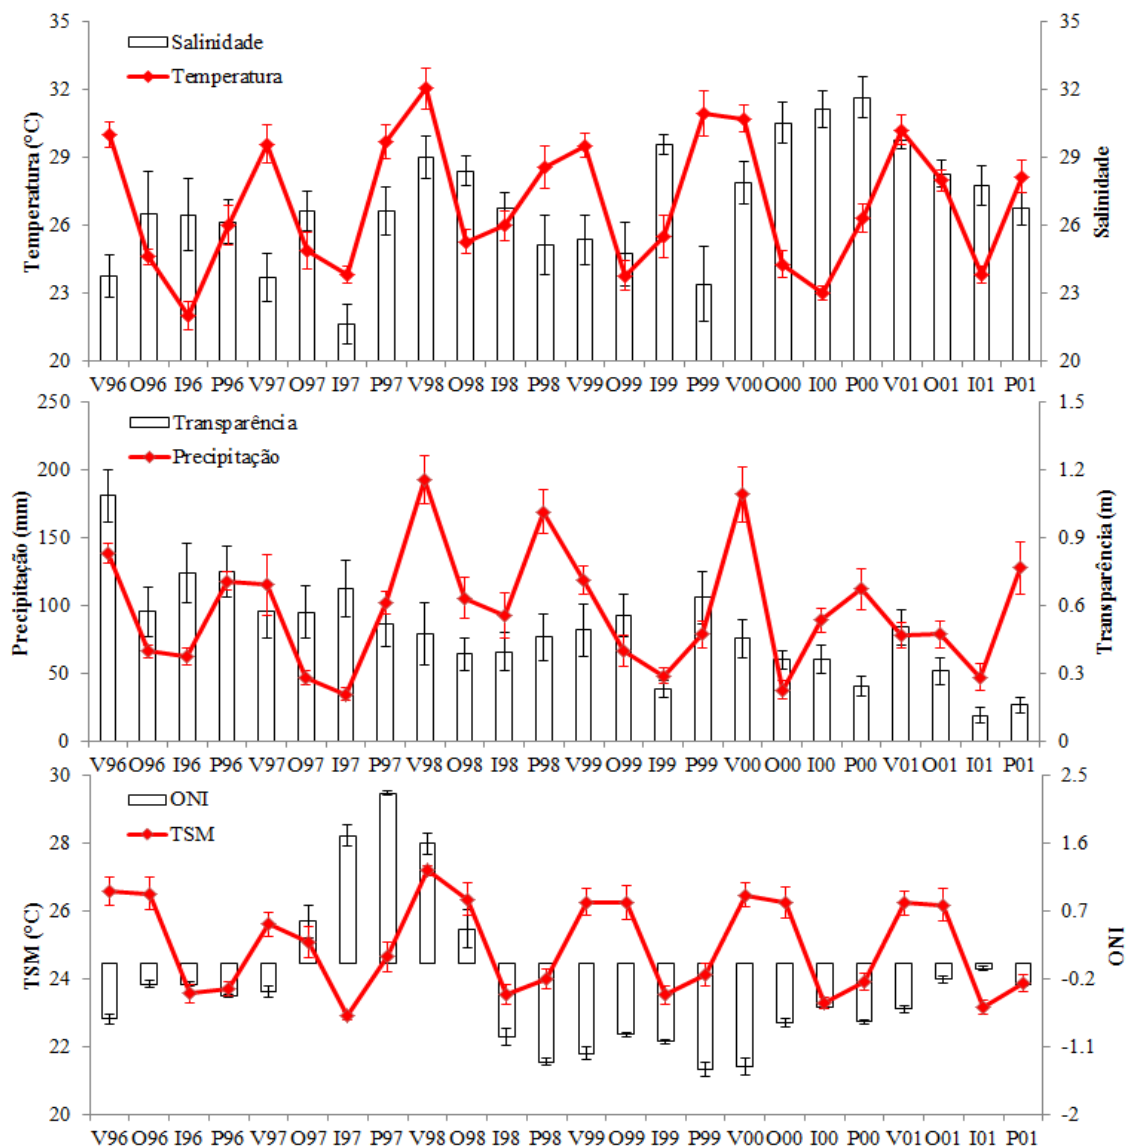 35
32
29
26
23
20
Temperatura (°C)
Salinidade
Temperatura
35
32
29
26
23
20
Salinidade
V96 O96 I96 P96 V97 O97 I97 P97 V98 O98 I98 P98 V99 O99 I99 P99 V00 O00 I00 P00 V01 O01 I01 P01
250
200
150
100
50
0
Precipitação (mm)
Transparência
Precipitação
1.5
1.2
0.9
0.6
0.3
0
Transparência (m)
V96 O96 I96 P96 V97 O97 I97 P97 V98 O98 I98 P98 V99 O99 I99 P99 V00 O00 I00 P00 V01 O01 I01 P01
30
28
26
24
22
20
TSM (°C)
ONI
TSM
2.5
1.6
0.7
-0.2
-1.1
-2
ONI
V96 O96 I96 P96 V97 O97 I97 P97 V98 O98 I98 P98 V99 O99 I99 P99 V00 O00 I00 P00 V01 O01 I01 P01